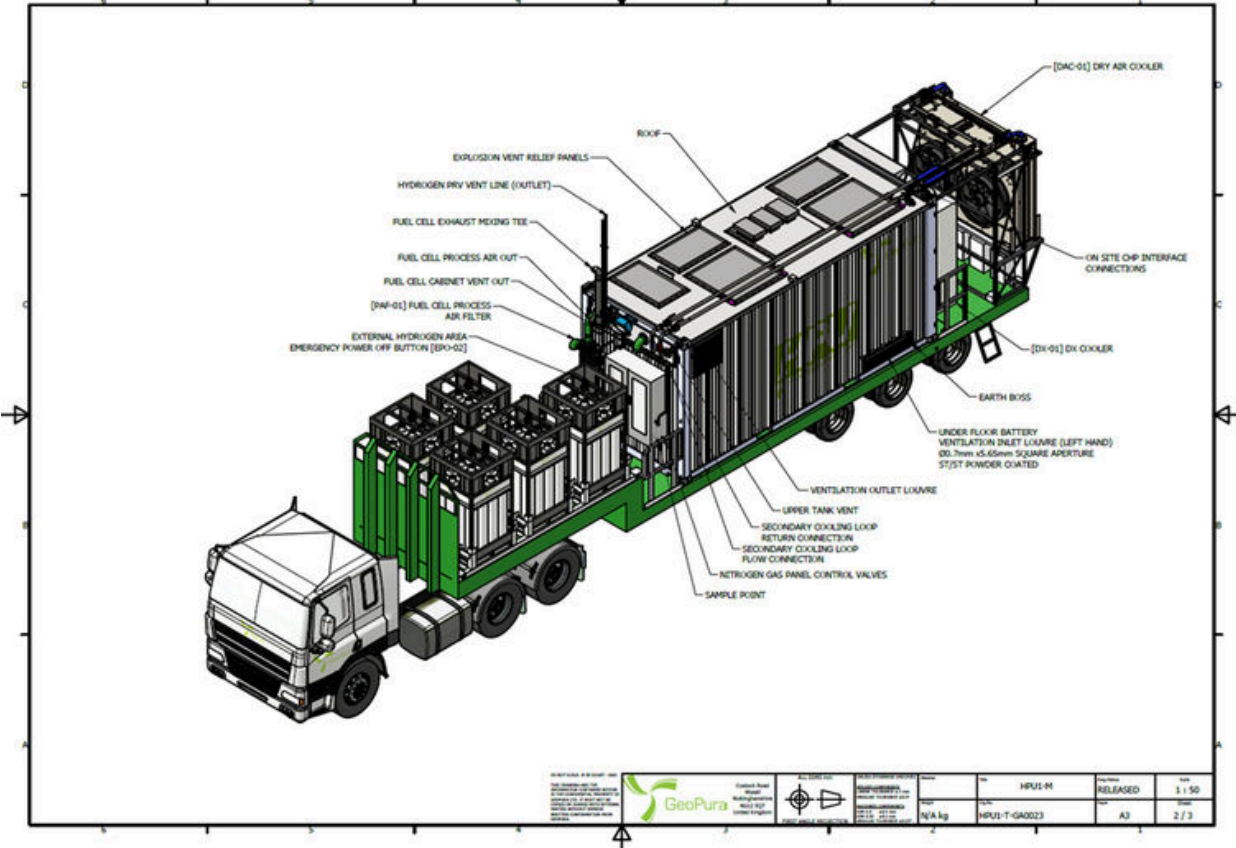 [DAC-01] DRY AIR COOLER
ROOF
EXPLOSION VENT RELIEF PANELS
HYDROGEN PRV VENT LINE (OUTLET)
FUEL CELL EXHAUST MIXING TEE
FUEL CELL PROCESS AIR OUT
FUEL CELL CABINET VENT OUT
[PAF-01] FUEL CELL PROCESS
AIR FILTER
EXTERNAL HYDROGEN AREA
EMERGENCY POWER OFF BUTTON [EPO-02]
ON SITE CHP INTERFACE
CONNECTIONS
[DX-01] DX COOLER
EARTH BOSS
UNDER FLOOR BATTERY
VENTILATION INLET LOUVRE (LEFT HAND)
Ø0.7mm x5.65mm SQUARE APERTURE
ST/ST POWDER COATED
VENTILATION OUTLET LOUVRE
UPPER TANK VENT
SECONDARY COOLING LOOP
RETURN CONNECTION
SECONDARY COOLING LOOP
FLOW CONNECTION
NITROGEN GAS PANEL CONTROL VALVES
SAMPLE POINT
GeoPura
Nottinghamshire
United Kingdom
FIRST ANGLE PROJECTION
HPU1-M
RELEASED
1 : 50
N/A kg
HPU1-T-GA0023
A3
2 / 3